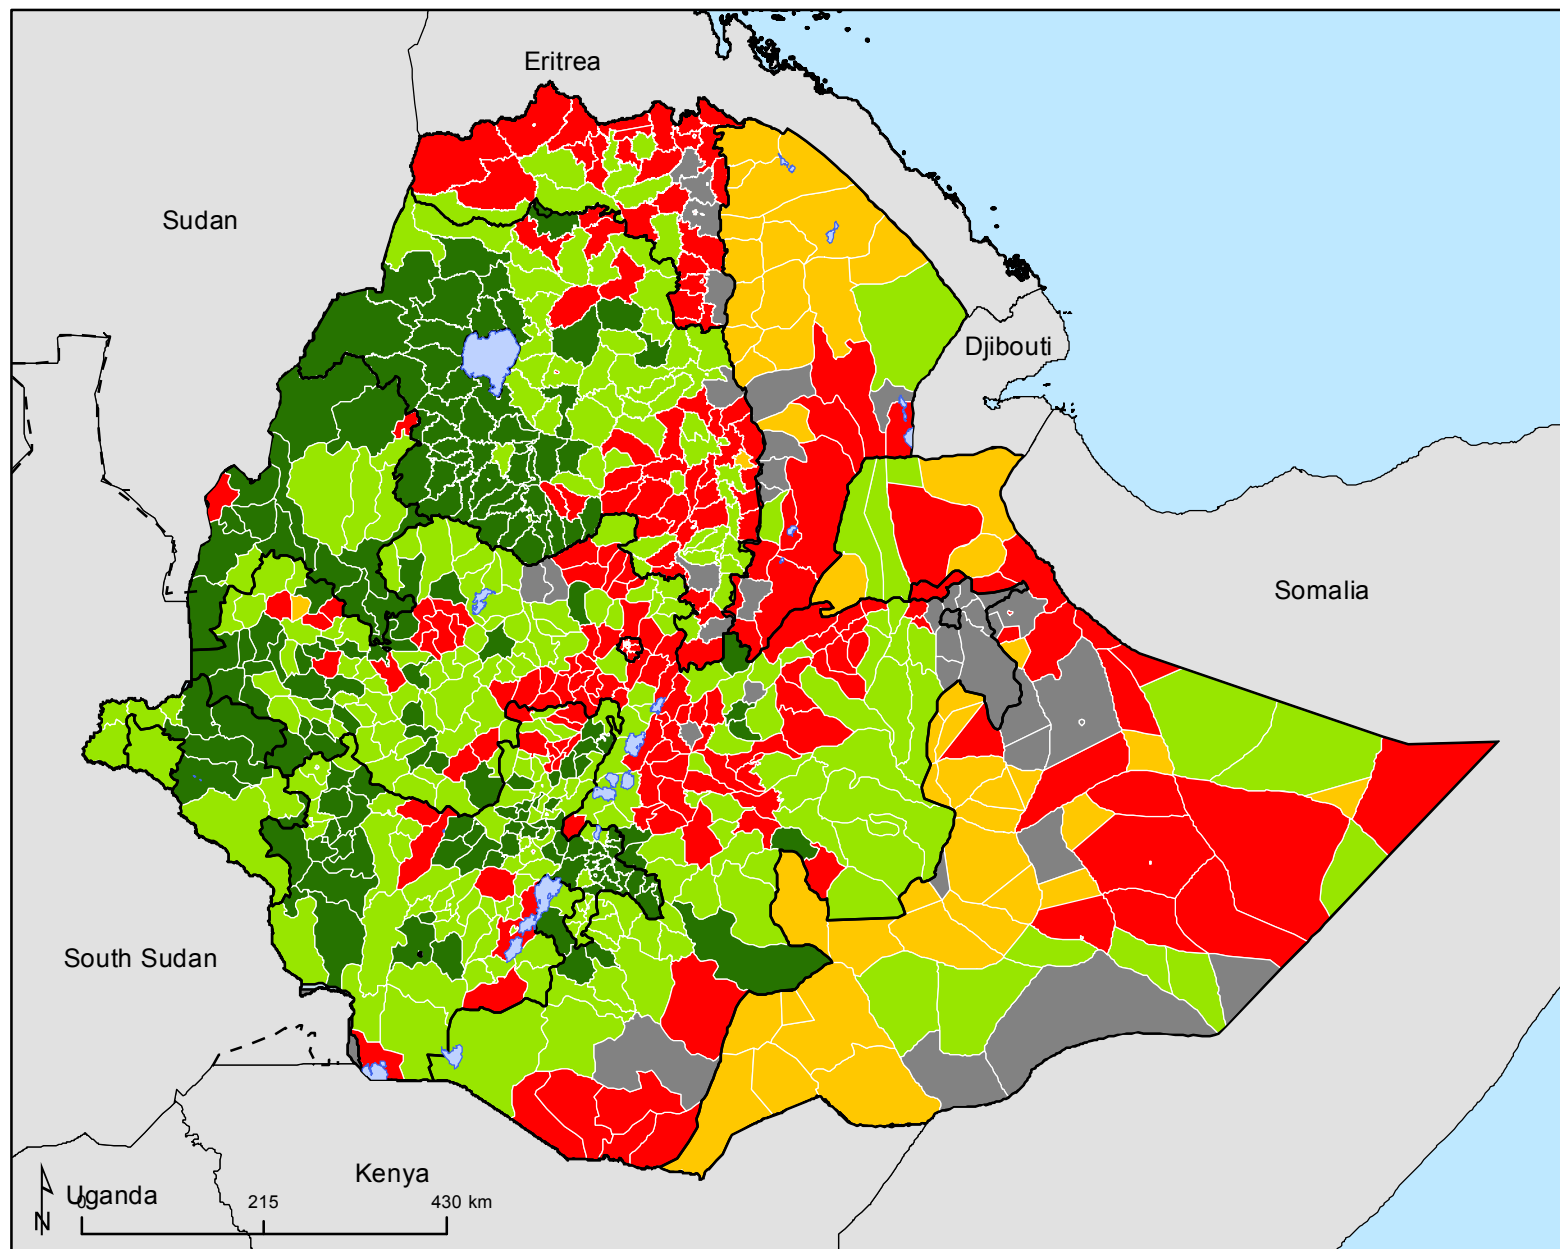 Eritrea
Sudan
Djibouti
Somalia
South Sudan
Kenya
Uganda
0 215 430 km
N